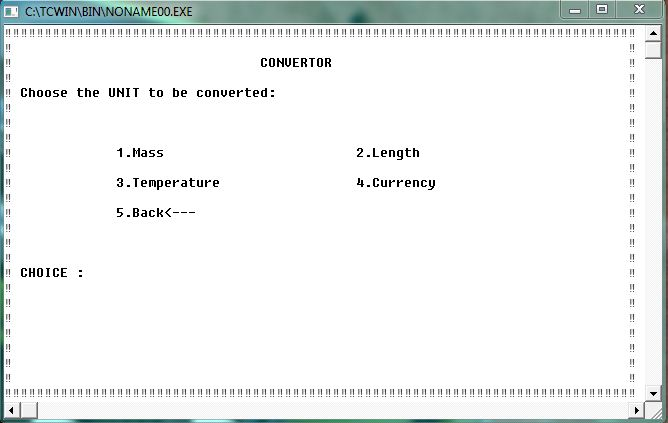 C:\TCWIN\BIN\NONAME00.EXE
CONVERTOR
Choose the UNIT to be converted:
1.Mass 2.Length
3.Temperature 4.Currency
5.Back<---
CHOICE :